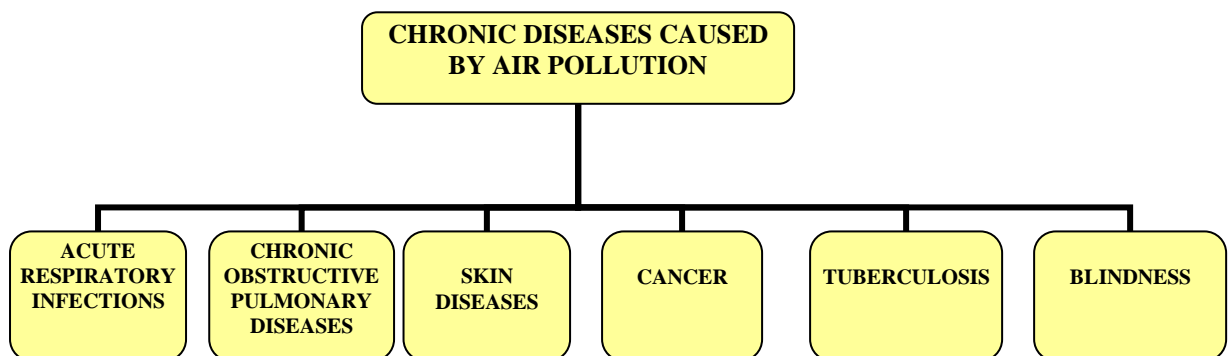 CHRONIC DISEASES CAUSED
BY AIR POLLUTION
ACUTE
RESPIRATORY
INFECTIONS
CHRONIC
OBSTRUCTIVE
PULMONARY
DISEASES
SKIN
DISEASES
CANCER
TUBERCULOSIS
BLINDNESS